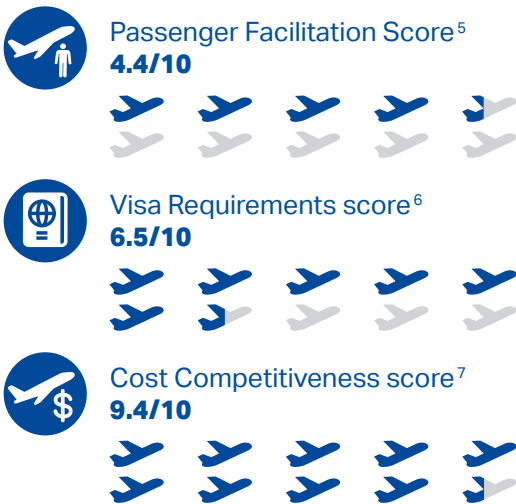 Passenger Facilitation Score⁵
4.4/10
Visa Requirements score⁶
6.5/10
Cost Competitiveness score⁷
$
9.4/10